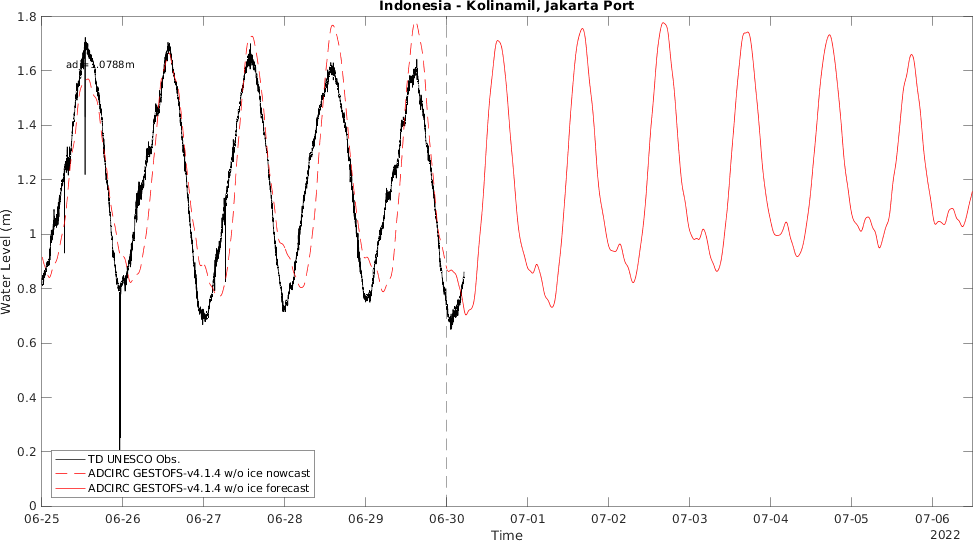 Indonesia - Kolinamil, Jakarta Port
1.8
1.6
1.4
1.2
1
0.8
0.6
0.4
0.2
0
Water Level (m)
TD UNESCO Obs.
ADCIRC GESTOFS-v4.1.4 w/o ice nowcast
ADCIRC GESTOFS-v4.1.4 w/o ice forecast
06-25 06-26 06-27 06-28 06-29 06-30 07-01 07-02 07-03 07-04 07-05 07-06
Time
2022